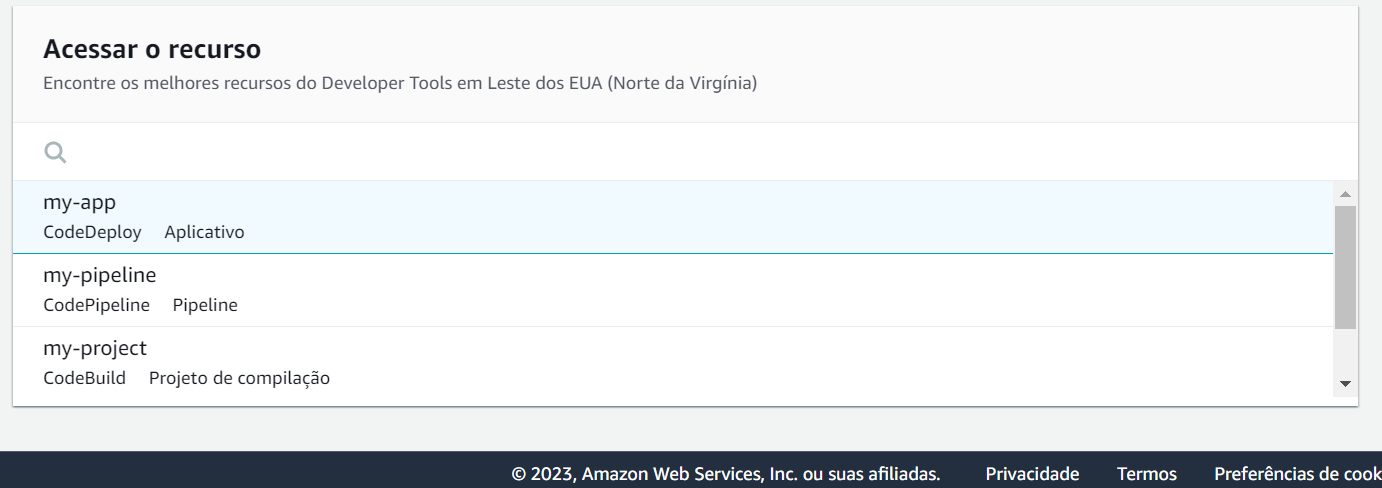 Acessar o recurso
Encontre os melhores recursos do Developer Tools em Leste dos EUA (Norte da Virgínia)
my-app
CodeDeploy Aplicativo
my-pipeline
CodePipeline Pipeline
my-project
CodeBuild Projeto de compilação
© 2023, Amazon Web Services, Inc. ou suas afiliadas. Privacidade Termos Preferências de cook